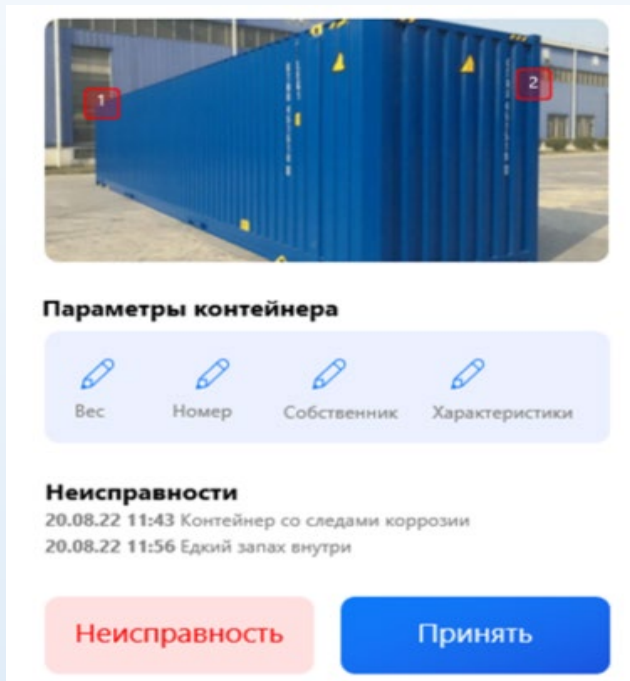 1
2
Параметры контейнера
Вес Номер Собственник Характеристики
Неисправности
20.08.22 11:43 Контейнер со следами коррозии
20.08.22 11:56 Едкий запах внутри
Неисправность Принять